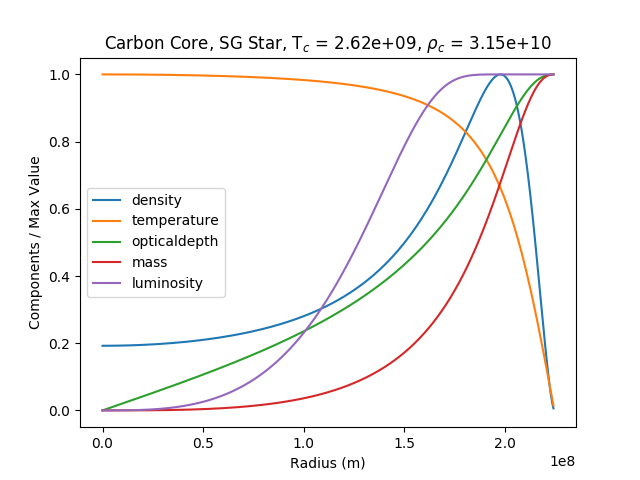 Carbon Core, SG Star, T_c = 2.62e+09, ρ_c = 3.15e+10
1.0
0.8
0.6
0.4
0.2
0.0
Components / Max Value
density
temperature
opticaldepth
mass
luminosity
0.0 0.5 1.0 1.5 2.0
1e8
Radius (m)